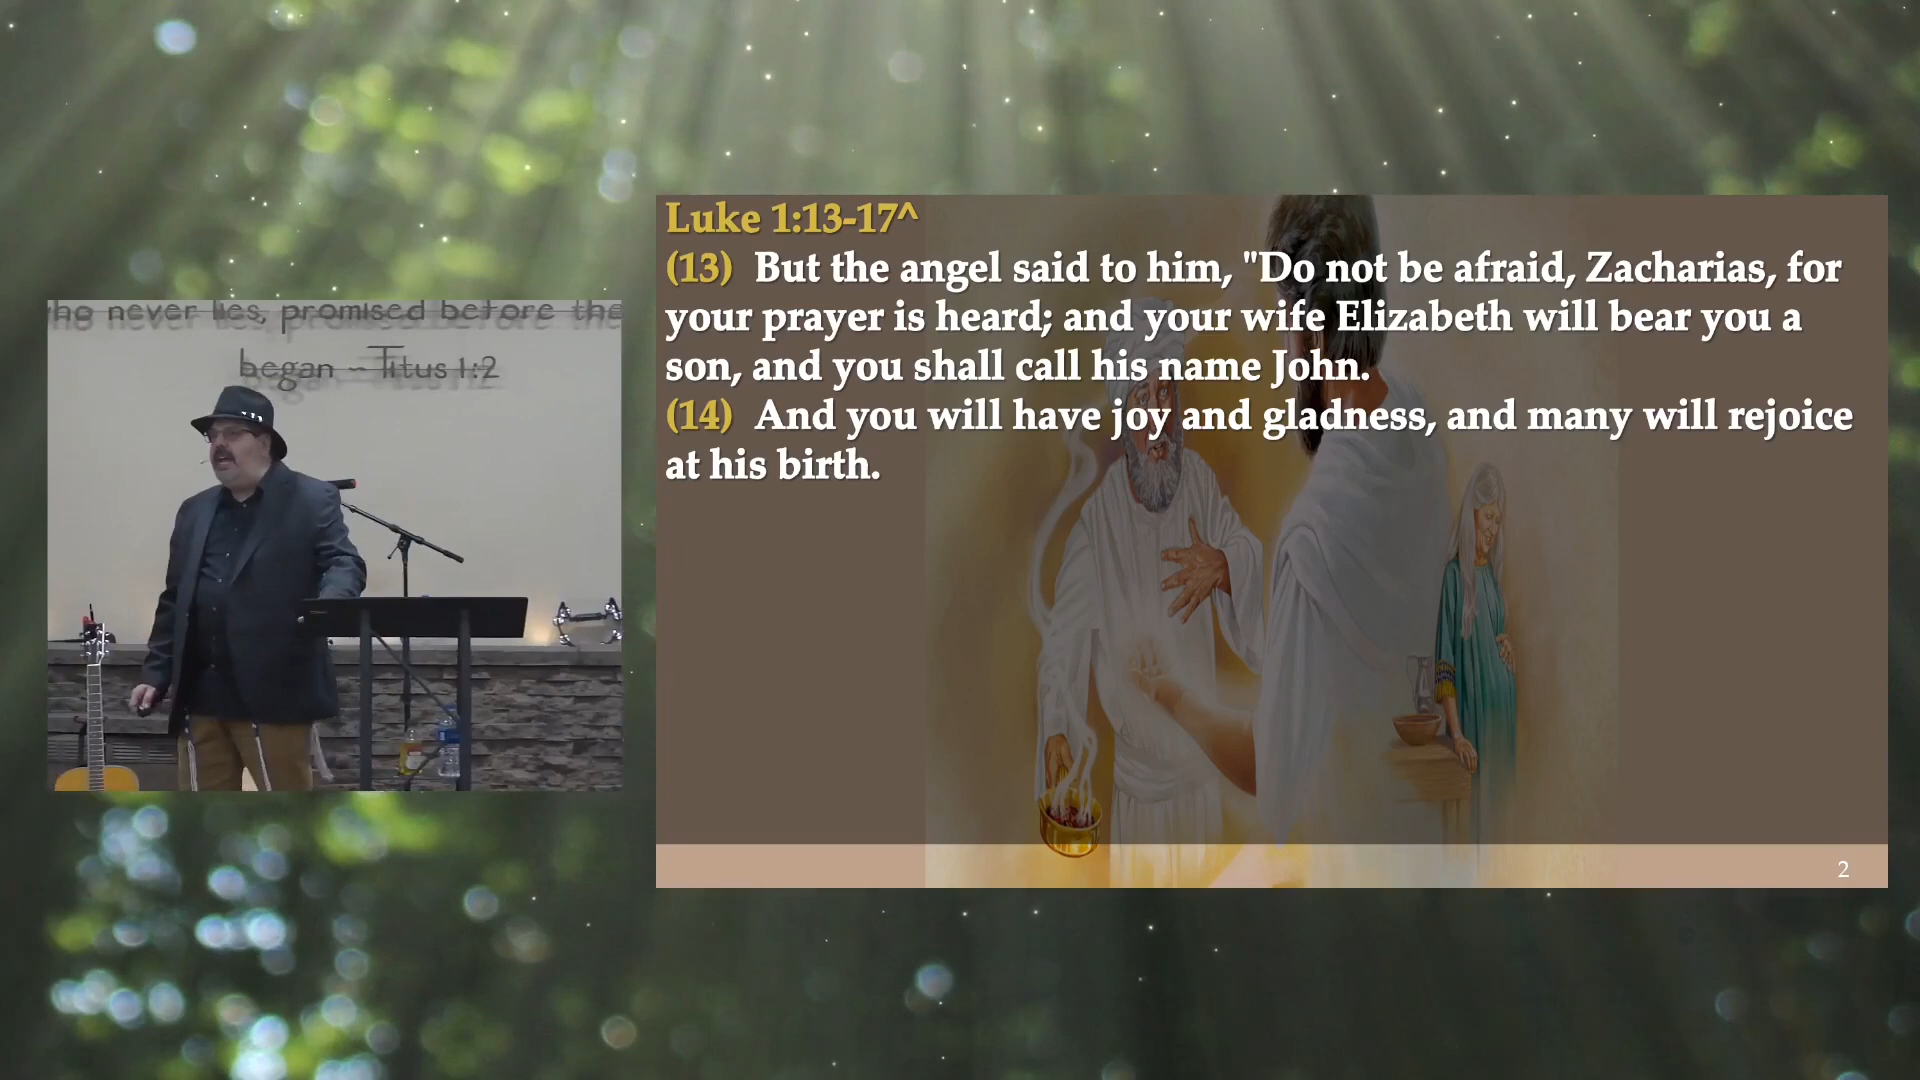 ho never lies, promised before the
began ~ Titus 1:2
Luke 1:13-17^
(13) But the angel said to him, "Do not be afraid, Zacharias, for
your prayer is heard; and your wife Elizabeth will bear you a
son, and you shall call his name John.
(14) And you will have joy and gladness, and many will rejoice
at his birth.
2